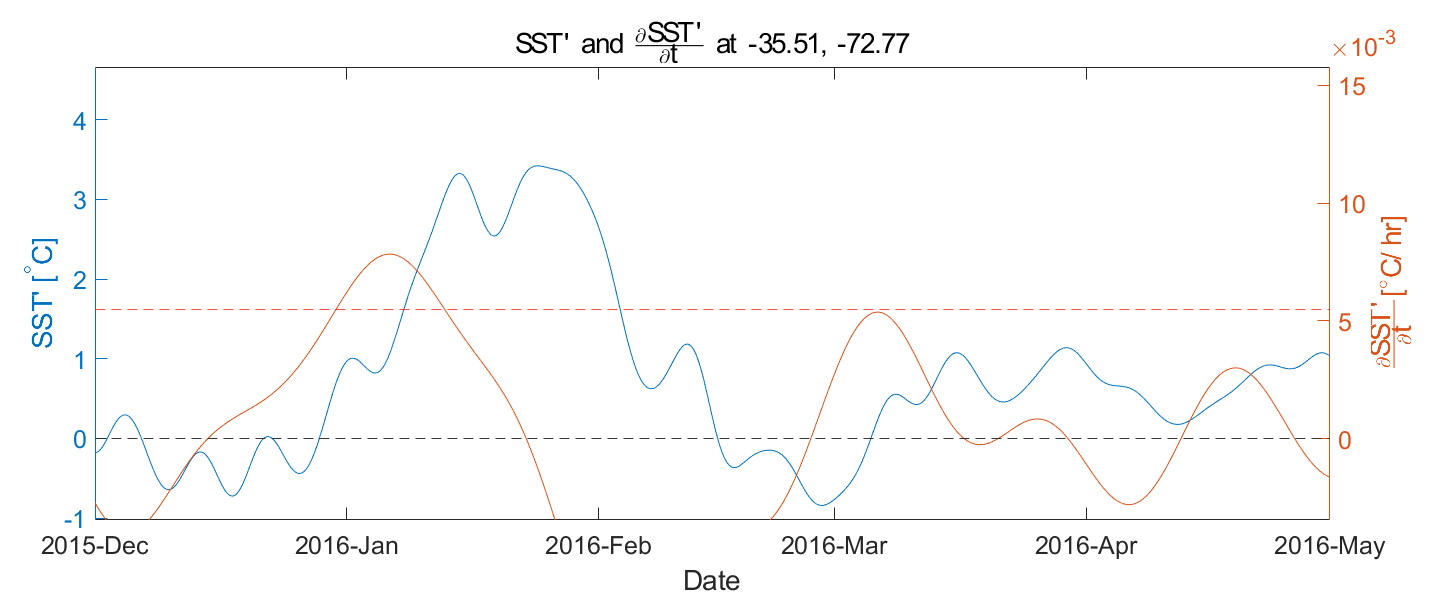 SST' and ∂SST'/∂t at -35.51, -72.77
×10-3
4
3
2
1
0
-1
SST' [°C]
15
10
5
0
∂SST'/∂t [°C/ hr]
2015-Dec 2016-Jan 2016-Feb 2016-Mar 2016-Apr 2016-May
Date